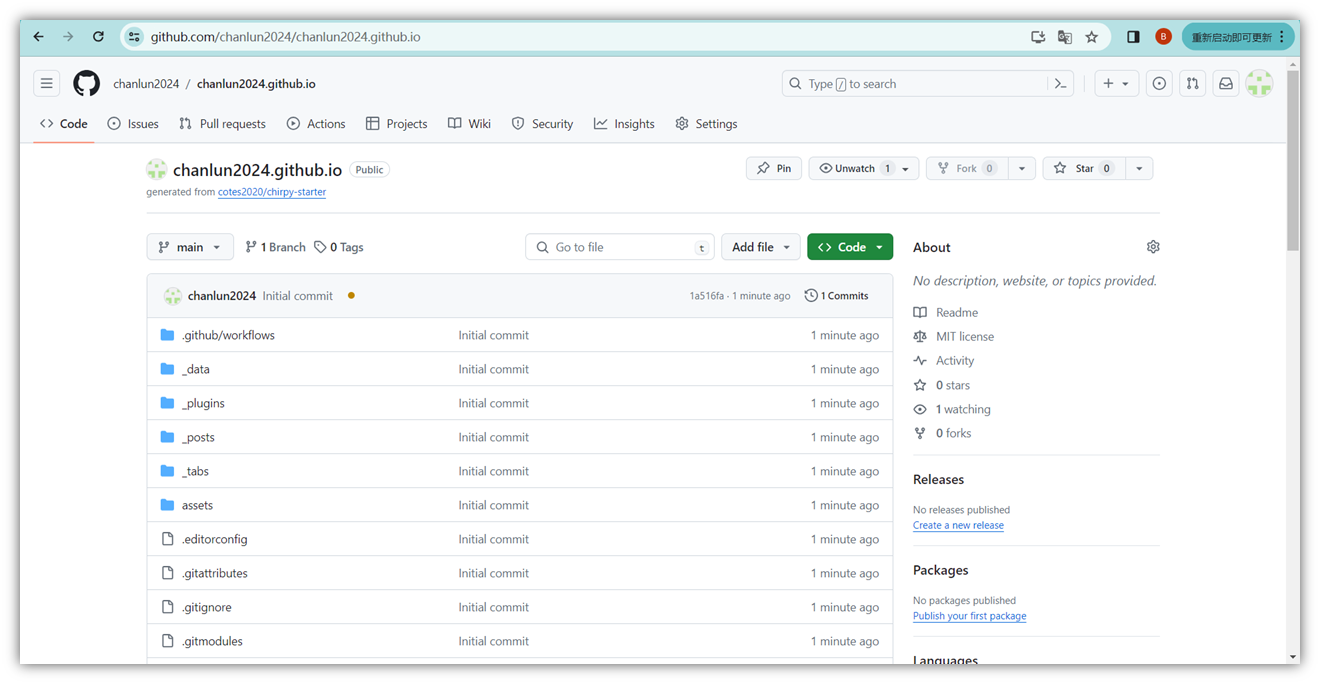 github.com/chanlun2024/chanlun2024.github.io
B
重新启动即可更新
chanlun2024 / chanlun2024.github.io
Type / to search
Code Issues Pull requests Actions Projects Wiki Security Insights Settings
chanlun2024.github.io Public
generated from cotes2020/chirpy-starter
Pin Unwatch 1 Fork 0 Star 0
main 1 Branch 0 Tags Go to file t Add file Code
chanlun2024 Initial commit 1a516fa · 1 minute ago 1 Commits
.github/workflows Initial commit 1 minute ago
_data Initial commit 1 minute ago
_plugins Initial commit 1 minute ago
_posts Initial commit 1 minute ago
_tabs Initial commit 1 minute ago
assets Initial commit 1 minute ago
.editorconfig Initial commit 1 minute ago
.gitattributes Initial commit 1 minute ago
.gitignore Initial commit 1 minute ago
.gitmodules Initial commit 1 minute ago
About
No description, website, or topics provided.
Readme
MIT license
Activity
0 stars
1 watching
0 forks
Releases
No releases published
Create a new release
Packages
No packages published
Publish your first package
Languages